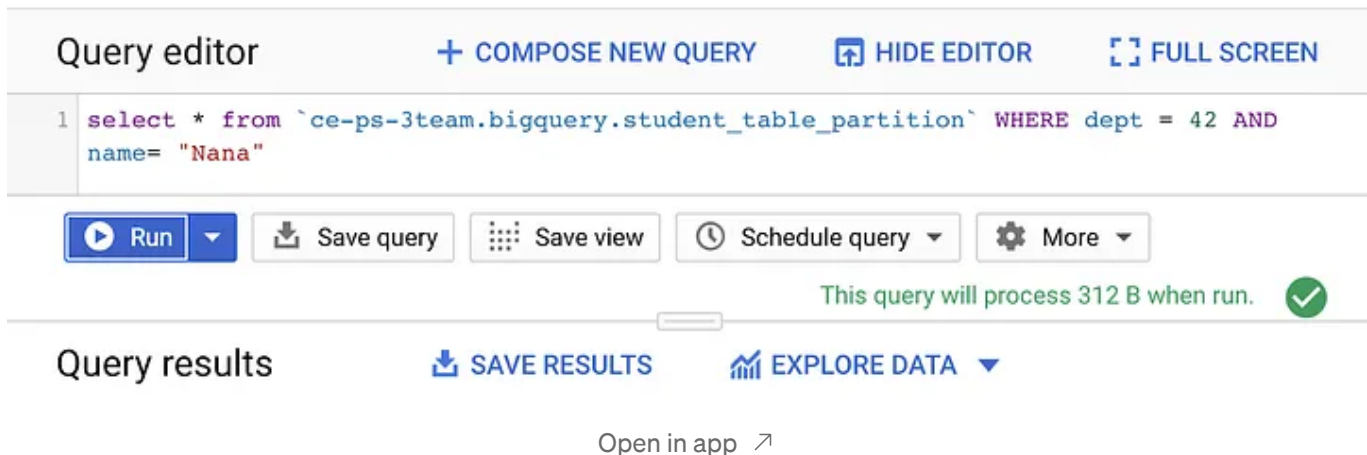 Query editor + COMPOSE NEW QUERY HIDE EDITOR FULL SCREEN
1 select * from `ce-ps-3team.bigquery.student_table_partition` WHERE dept = 42 AND
name= "Nana"
Run Save query Save view Schedule query More
This query will process 312 B when run.
Query results SAVE RESULTS EXPLORE DATA
Open in app ↗